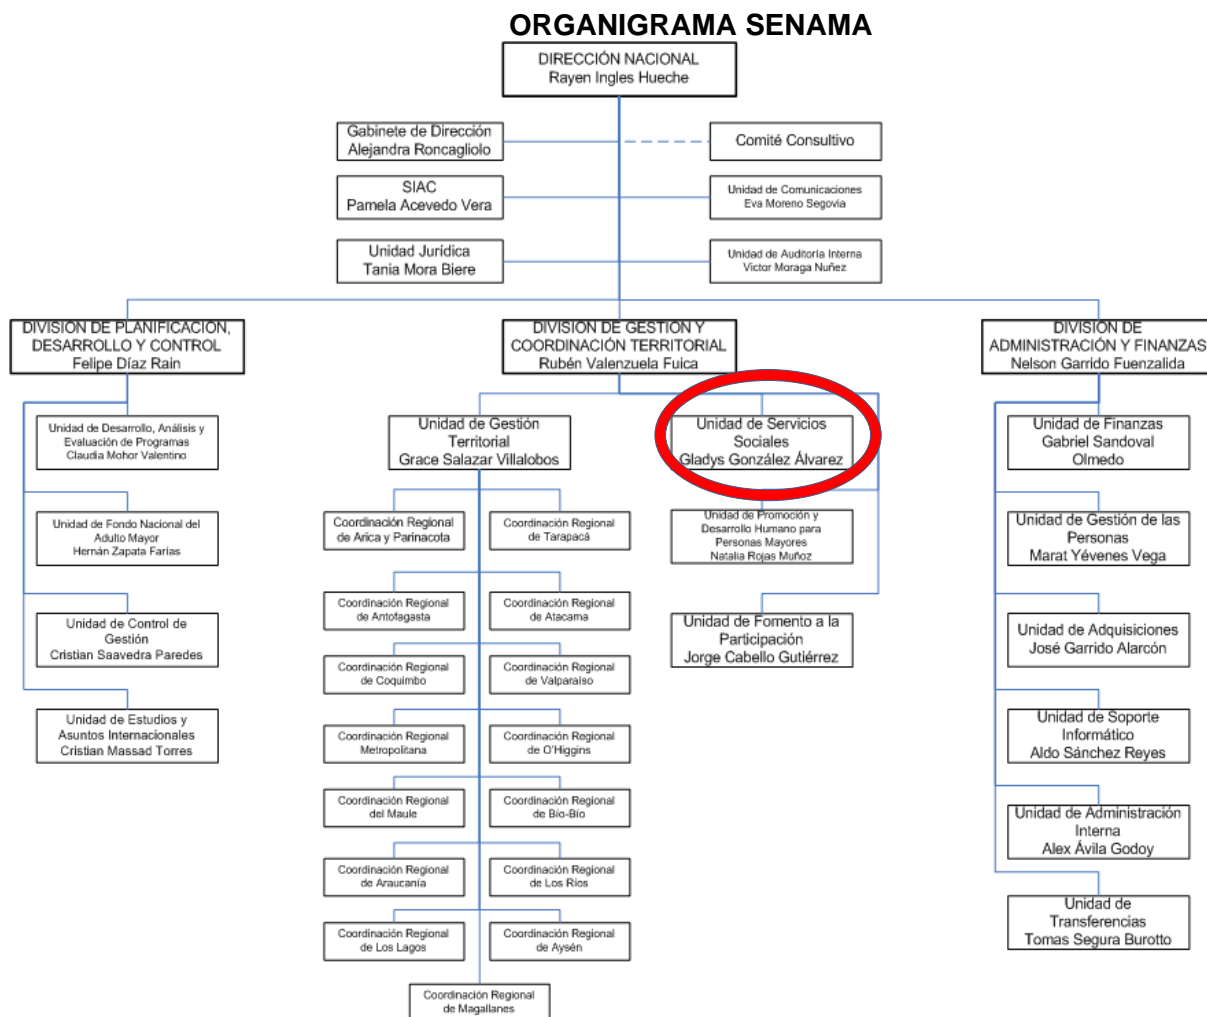 ORGANIGRAMA SENAMA
DIRECCIÓN NACIONAL
Rayen Ingles Hueche
Gabinete de Dirección
Alejandra Roncagliolo
Comité Consultivo
SIAC
Pamela Acevedo Vera
Unidad de Comunicaciones
Eva Moreno Segovia
Unidad Jurídica
Tania Mora Biere
Unidad de Auditoría Interna
Victor Moraga Nuñez
DIVISIÓN DE PLANIFICACIÓN,
DESARROLLO Y CONTROL
Felipe Díaz Rain
DIVISIÓN DE GESTIÓN Y
COORDINACIÓN TERRITORIAL
Rubén Valenzuela Fuica
DIVISIÓN DE
ADMINISTRACIÓN Y FINANZAS
Nelson Garrido Fuenzalida
Unidad de Desarrollo, Análisis y
Evaluación de Programas
Claudia Mohor Valentino
Unidad de Fondo Nacional del
Adulto Mayor
Hernán Zapata Farías
Unidad de Control de
Gestión
Cristian Saavedra Paredes
Unidad de Estudios y
Asuntos Internacionales
Cristian Massad Torres
Unidad de Gestión
Territorial
Grace Salazar Villalobos
Coordinación Regional
de Arica y Parinacota
Coordinación Regional
de Tarapacá
Coordinación Regional
de Antofagasta
Coordinación Regional
de Atacama
Coordinación Regional
de Coquimbo
Coordinación Regional
de Valparaíso
Coordinación Regional
Metropolitana
Coordinación Regional
de O'Higgins
Coordinación Regional
del Maule
Coordinación Regional
de Bío-Bío
Coordinación Regional
de Araucanía
Coordinación Regional
de Los Ríos
Coordinación Regional
de Los Lagos
Coordinación Regional
de Aysén
Coordinación Regional
de Magallanes
Unidad de Servicios
Sociales
Gladys González Álvarez
Unidad de Promoción y
Desarrollo Humano para
Personas Mayores
Natalia Rojas Muñoz
Unidad de Fomento a la
Participación
Jorge Cabello Gutiérrez
Unidad de Finanzas
Gabriel Sandoval
Olmedo
Unidad de Gestión de las
Personas
Marat Yévenes Vega
Unidad de Adquisiciones
José Garrido Alarcón
Unidad de Soporte
Informático
Aldo Sánchez Reyes
Unidad de Administración
Interna
Alex Ávila Godoy
Unidad de
Transferencias
Tomas Segura Burotto